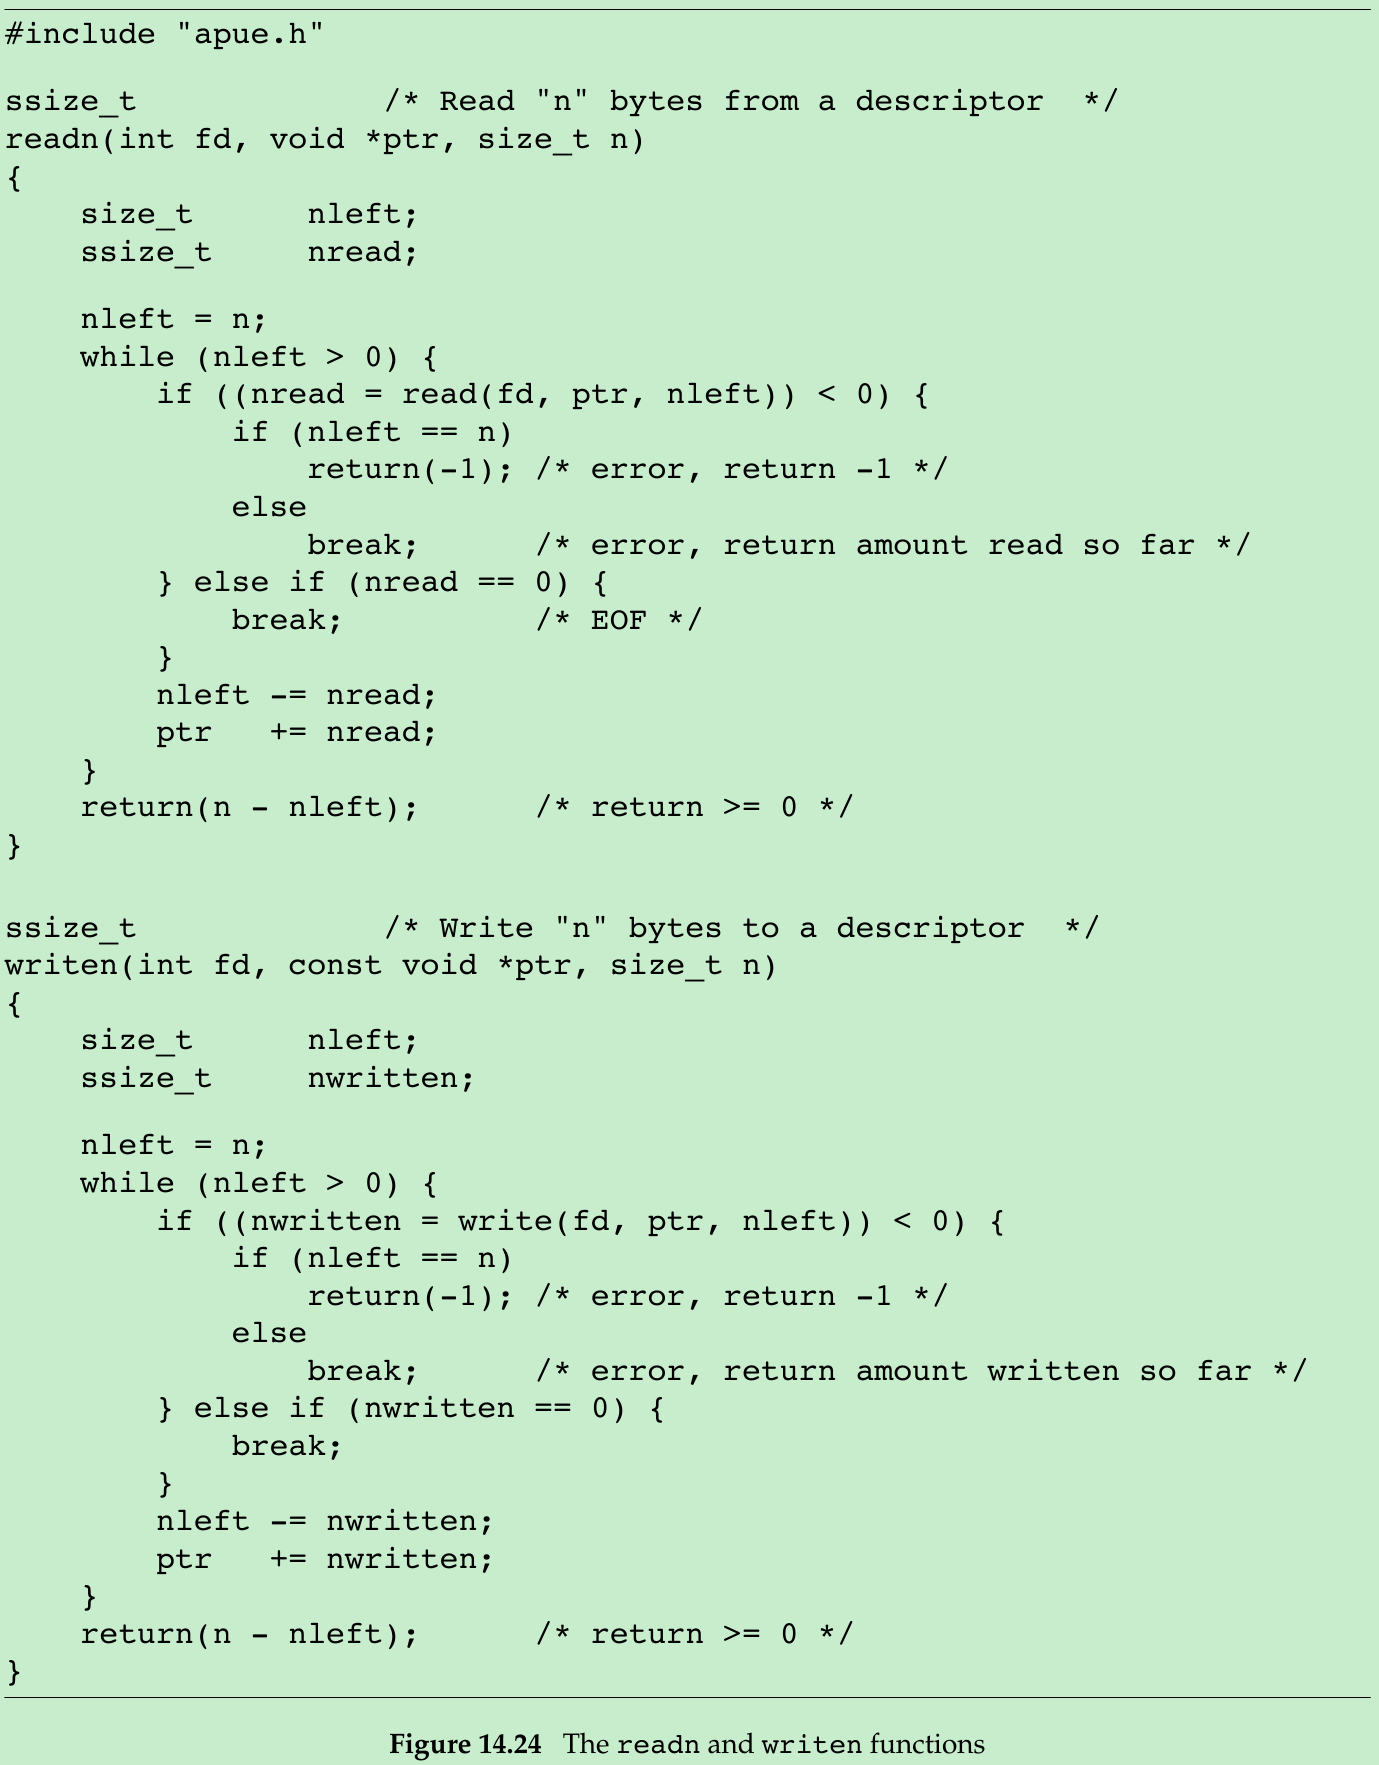 #include "apue.h"

ssize_t             /* Read "n" bytes from a descriptor  */
readn(int fd, void *ptr, size_t n)
{
    size_t      nleft;
    ssize_t     nread;

    nleft = n;
    while (nleft > 0) {
        if ((nread = read(fd, ptr, nleft)) < 0) {
            if (nleft == n)
                return(-1); /* error, return -1 */
            else
                break;      /* error, return amount read so far */
        } else if (nread == 0) {
            break;          /* EOF */
        }
        nleft -= nread;
        ptr   += nread;
    }
    return(n - nleft);      /* return >= 0 */
}

ssize_t             /* Write "n" bytes to a descriptor  */
writen(int fd, const void *ptr, size_t n)
{
    size_t      nleft;
    ssize_t     nwritten;

    nleft = n;
    while (nleft > 0) {
        if ((nwritten = write(fd, ptr, nleft)) < 0) {
            if (nleft == n)
                return(-1); /* error, return -1 */
            else
                break;      /* error, return amount written so far */
        } else if (nwritten == 0) {
            break;
        }
        nleft -= nwritten;
        ptr   += nwritten;
    }
    return(n - nleft);      /* return >= 0 */
}
Figure 14.24 The readn and writen functions